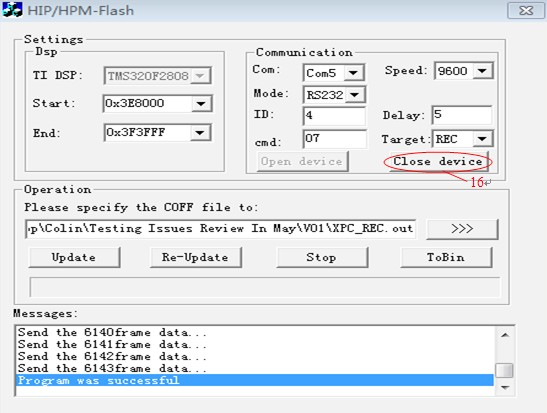 HIP/HPM-Flash
Settings
Dsp
TI DSP: TMS320F2808
Start: 0x3E8000
End: 0x3F3FFF
Communication
Com: Com5 Speed: 9600
Mode: RS232
ID: 4 Delay: 5
cmd: 07 Target: REC
Open device Close device
16
Operation
Please specify the COFF file to:
p\Colin\Testing Issues Review In May\VO1\XPC_REC.out >>>
Update Re-Update Stop ToBin
Messages:
Send the 6140frame data...
Send the 6141frame data...
Send the 6142frame data...
Send the 6143frame data...
Program was successful